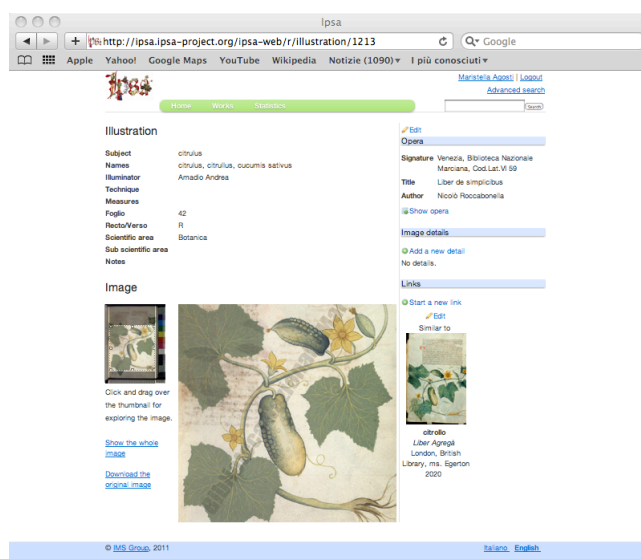 Ipsa
http://ipsa.ipsa-project.org/ipsa-web/r/illustration/1213
Google
Apple Yahoo! Google Maps YouTube Wikipedia Notizie (1090) I più conosciuti
Ipsa
Maristella Agosti | Logout
Advanced search
Home Works Statistics
Search
Illustration
Subject citrulus
Names citrulus, citrullus, cucumis sativus
Illuminator Amadio Andrea
Technique
Measures
Foglio 42
Recto/Verso R
Scientific area Botanica
Sub scientific area
Notes
Image
Click and drag over
the thumbnail for
exploring the image.
Show the whole
image
Download the
original image
Edit
Opera
Signature Venezia, Biblioteca Nazionale
Marciana, Cod.Lat.VI 59
Title Liber de simplicibus
Author Nicolò Roccabonella
Show opera
Image details
Add a new detail
No details.
Links
Start a new link
Edit
Similar to
citrollo
Liber Agregà
London, British
Library, ms. Egerton
2020
© IMS Group, 2011
Italiano English